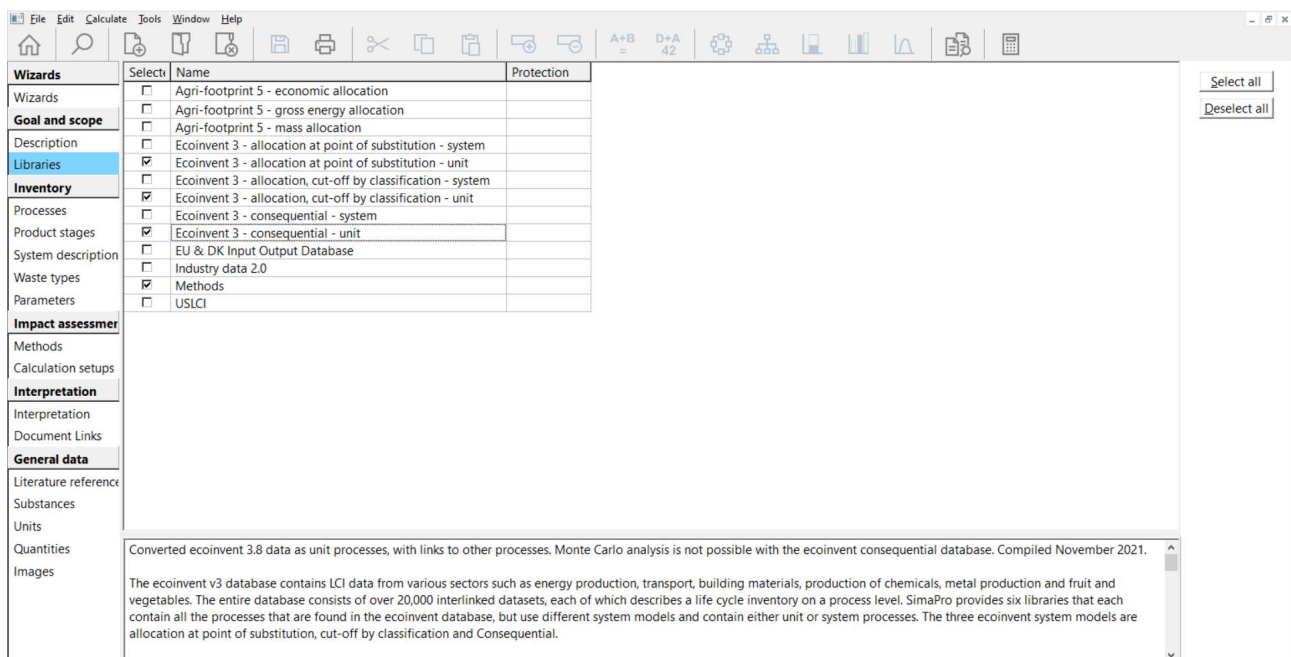 File Edit Calculate Tools Window Help
A+B
=
D+A
42
Wizards
Wizards
Goal and scope
Description
Libraries
Inventory
Processes
Product stages
System description
Waste types
Parameters
Impact assessmen
Methods
Calculation setups
Interpretation
Interpretation
Document Links
General data
Literature reference
Substances
Units
Quantities
Images
Selecte Name Protection
Agri-footprint 5 - economic allocation
Agri-footprint 5 - gross energy allocation
Agri-footprint 5 - mass allocation
Ecoinvent 3 - allocation at point of substitution - system
Ecoinvent 3 - allocation at point of substitution - unit
Ecoinvent 3 - allocation, cut-off by classification - system
Ecoinvent 3 - allocation, cut-off by classification - unit
Ecoinvent 3 - consequential - system
Ecoinvent 3 - consequential - unit
EU & DK Input Output Database
Industry data 2.0
Methods
USLCI
Select all
Deselect all
Converted ecoinvent 3.8 data as unit processes, with links to other processes. Monte Carlo analysis is not possible with the ecoinvent consequential database. Compiled November 2021.
The ecoinvent v3 database contains LCI data from various sectors such as energy production, transport, building materials, production of chemicals, metal production and fruit and
vegetables. The entire database consists of over 20,000 interlinked datasets, each of which describes a life cycle inventory on a process level. SimaPro provides six libraries that each
contain all the processes that are found in the ecoinvent database, but use different system models and contain either unit or system processes. The three ecoinvent system models are
allocation at point of substitution, cut-off by classification and Consequential.